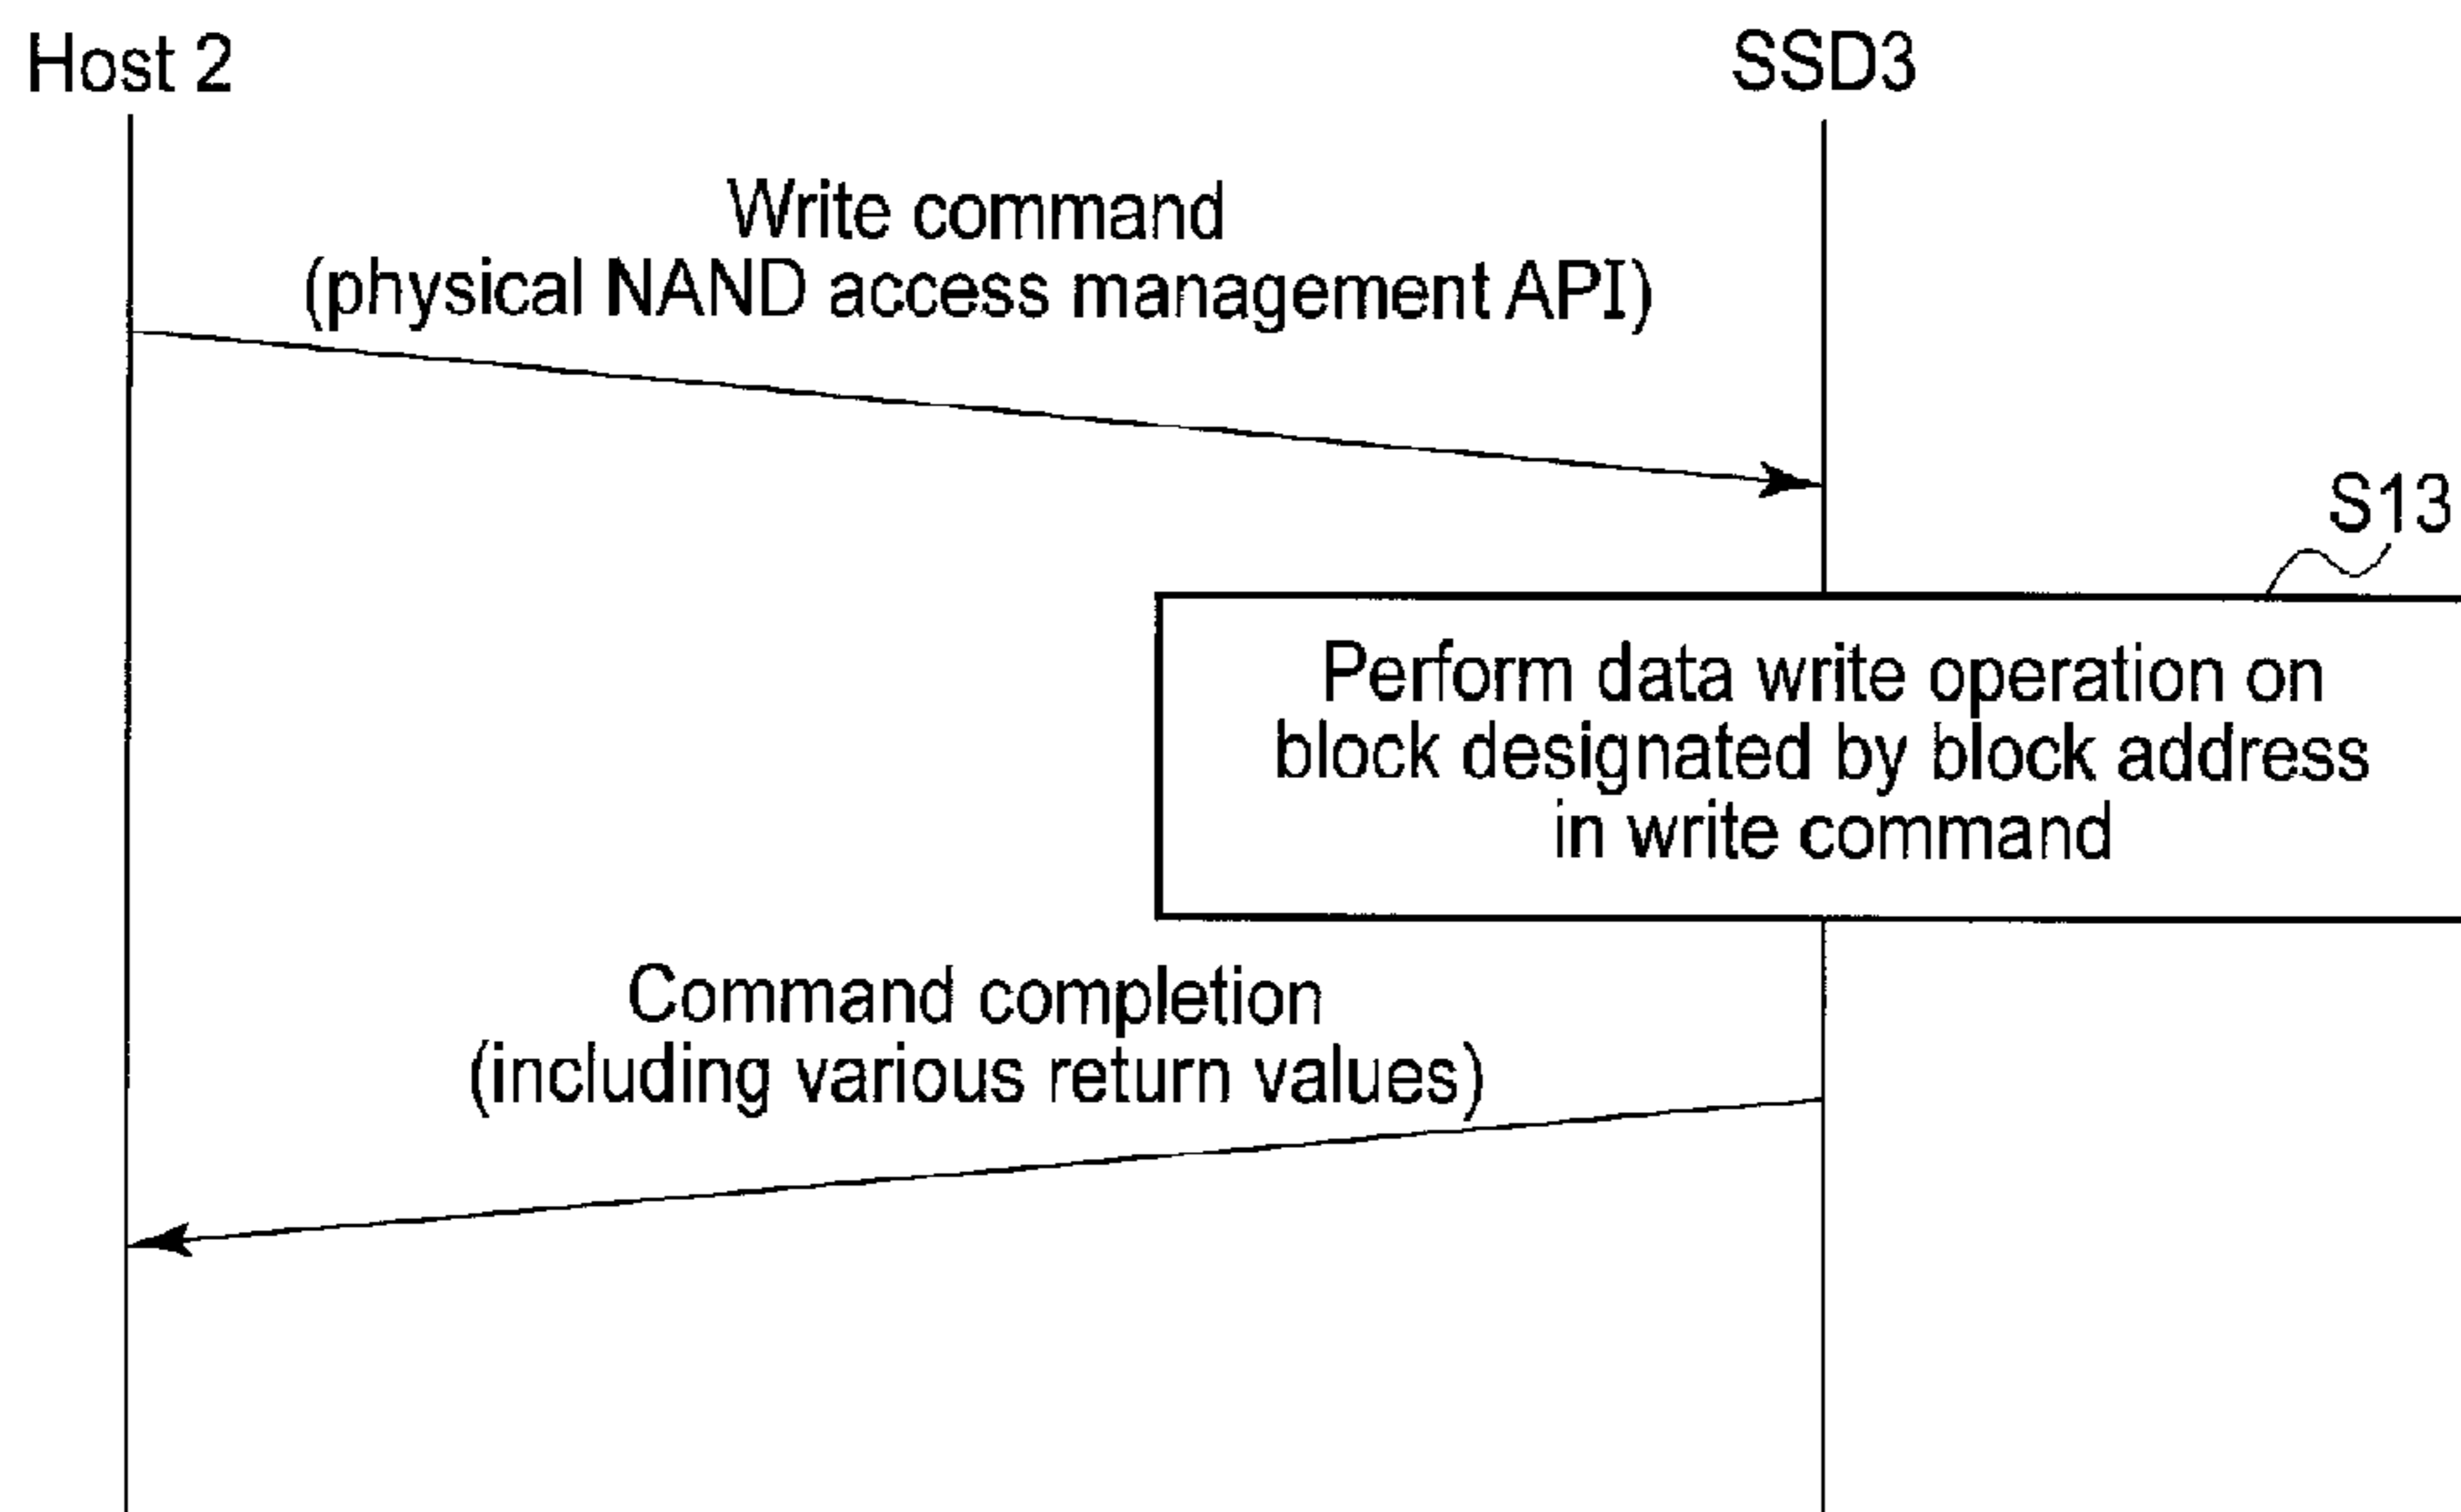 Host 2
SSD3
Write command
(physical NAND access management API)
S13
Perform data write operation on
block designated by block address
in write command
Command completion
(including various return values)